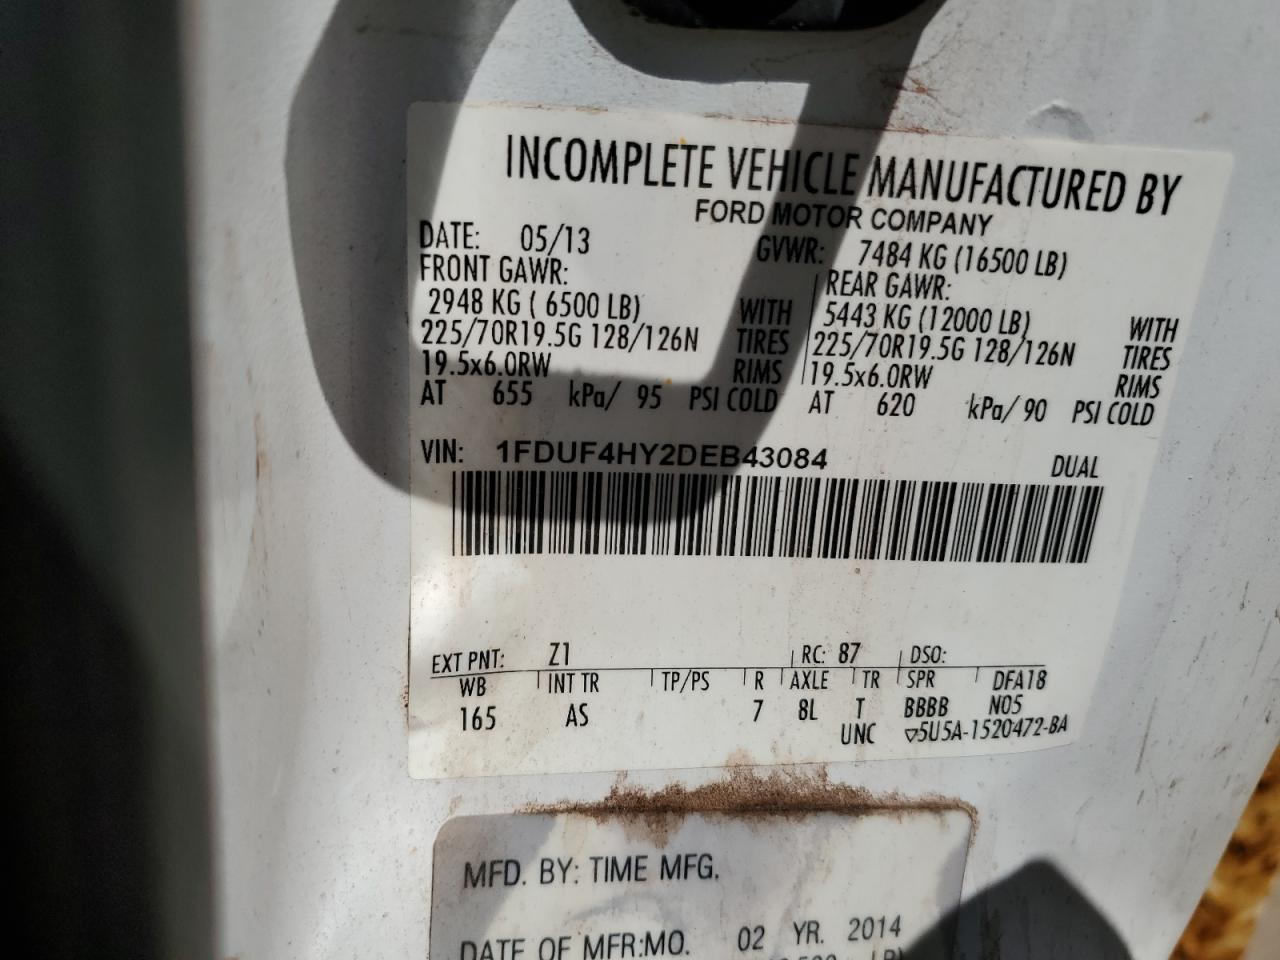 INCOMPLETE VEHICLE MANUFACTURED BY
FORD MOTOR COMPANY
DATE: 05/13 GVWR: 7484 KG (16500 LB)
FRONT GAWR: REAR GAWR:
2948 KG ( 6500 LB) WITH 5443 KG (12000 LB) WITH
225/70R19.5G 128/126N TIRES 225/70R19.5G 128/126N TIRES
19.5x6.0RW RIMS 19.5x6.0RW RIMS
AT 655 kPa/ 95 PSI COLD AT 620 kPa/ 90 PSI COLD
VIN: 1FDUF4HY2DEB43084 DUAL
EXT PNT: Z1 RC: 87 DSO:
WB INT TR TP/PS R AXLE TR SPR DFA18
165 AS 7 8L T BBBB N05
UNC ▽5U5A-1520472-BA
MFD. BY: TIME MFG.
DATE OF MFR:MO. 02 YR. 2014